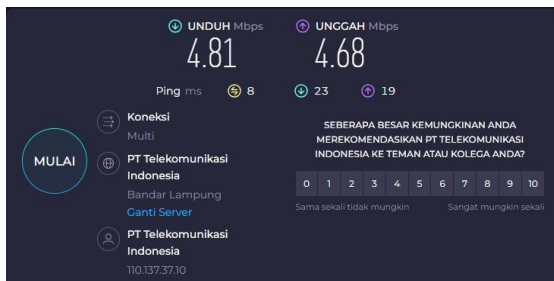 UNDUH Mbps
4.81
UNGGAH Mbps
4.68
Ping ms 8 23 19
MULAI
Koneksi
Multi
PT Telekomunikasi
Indonesia
Bandar Lampung
Ganti Server
PT Telekomunikasi
Indonesia
110.137.37.10
SEBERAPA BESAR KEMUNGKINAN ANDA
MEREKOMENDASIKAN PT TELEKOMUNIKASI
INDONESIA KE TEMAN ATAU KOLEGA ANDA?
0 1 2 3 4 5 6 7 8 9 10
Sama sekali tidak mungkin Sangat mungkin sekali